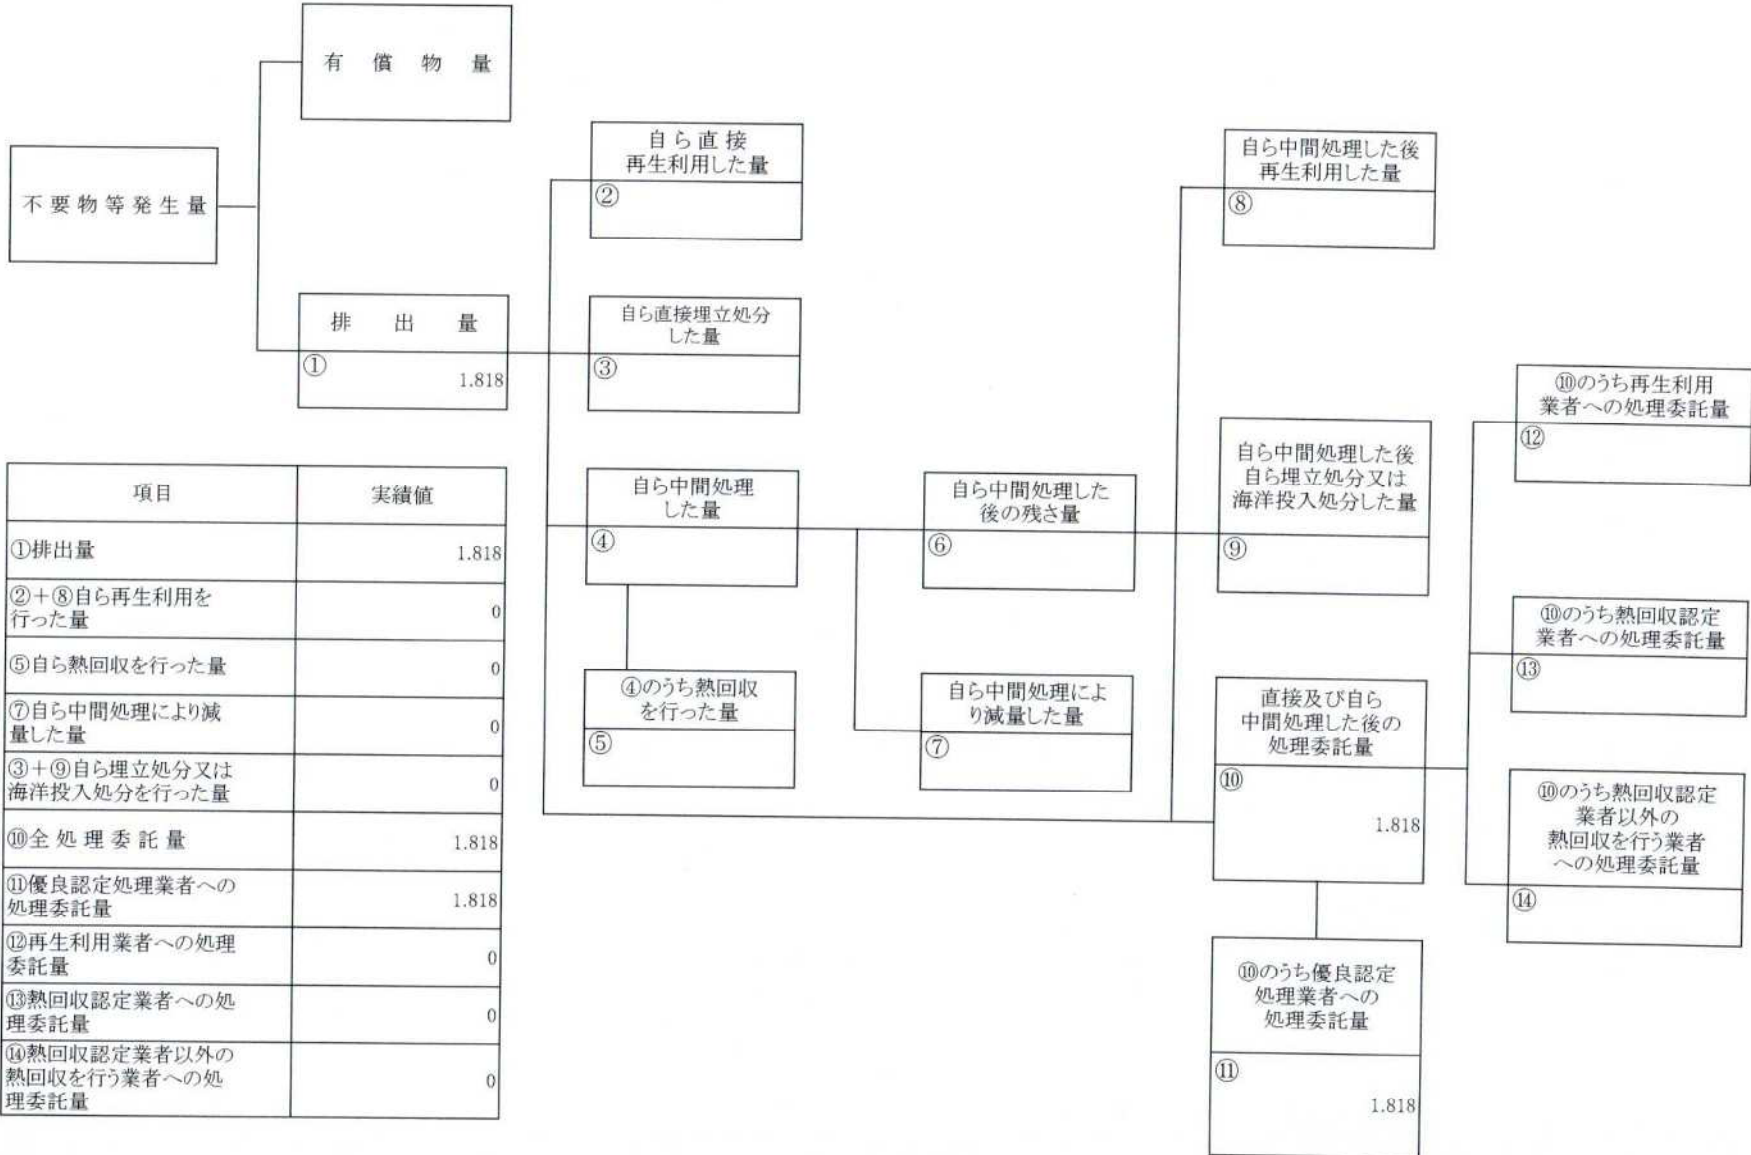 有償物量
不要物等発生量
排出量
①
1.818
自ら直接
再生利用した量
②
自ら直接埋立処分
した量
③
自ら中間処理
した量
④
④のうち熱回収
を行った量
⑤
自ら中間処理した
後の残さ量
⑥
自ら中間処理によ
り減量した量
⑦
自ら中間処理した後
再生利用した量
⑧
自ら中間処理した後
自ら埋立処分又は
海洋投入処分した量
⑨
直接及び自ら
中間処理した後の
処理委託量
⑩
1.818
⑩のうち優良認定
処理業者への
処理委託量
⑪
1.818
⑩のうち再生利用
業者への処理委託量
⑫
⑩のうち熱回収認定
業者への処理委託量
⑬
⑩のうち熱回収認定
業者以外の
熱回収を行う業者
への処理委託量
⑭
項目 実績値
①排出量 1.818
②+⑧自ら再生利用を
行った量 0
⑤自ら熱回収を行った量 0
⑦自ら中間処理により減
量した量 0
③+⑨自ら埋立処分又は
海洋投入処分を行った量 0
⑩全処理委託量 1.818
⑪優良認定処理業者への
処理委託量 1.818
⑫再生利用業者への処理
委託量 0
⑬熱回収認定業者への処
理委託量 0
⑭熱回収認定業者以外の
熱回収を行う業者への処
理委託量 0